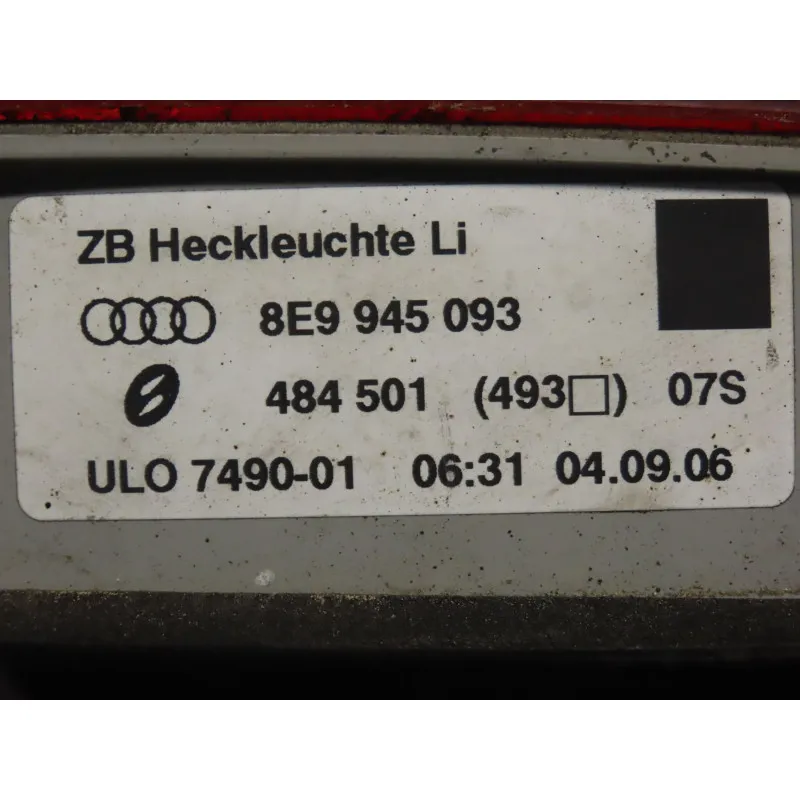 ZB Heckleuchte Li
8E9 945 093
484 501 (493□) 07S
ULO 7490-01 06:31 04.09.06